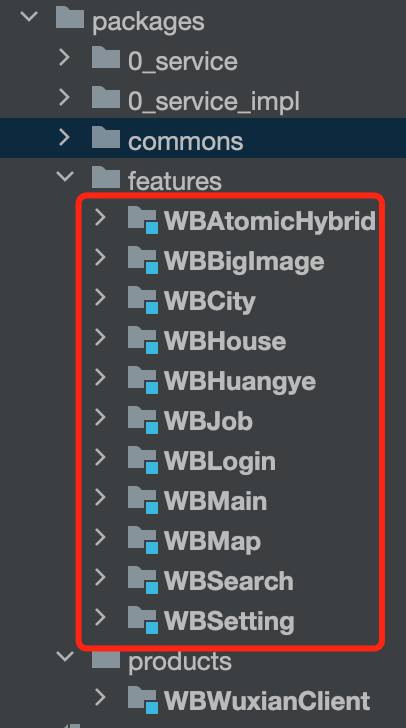 packages
0_service
0_service_impl
commons
features
WBAtomicHybrid
WBBigImage
WBCity
WBHouse
WBHuangye
WBJob
WBLogin
WBMain
WBMap
WBSearch
WBSetting
products
WBWuxianClient